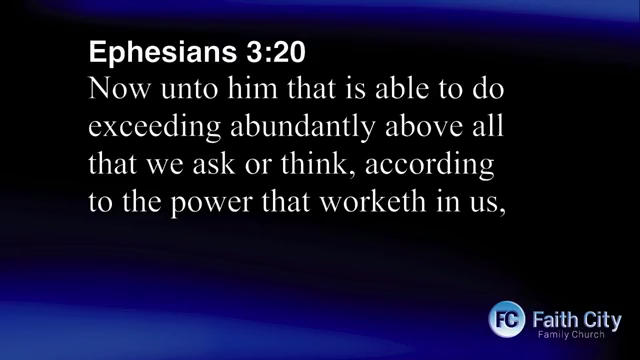 Ephesians 3:20
Now unto him that is able to do
exceeding abundantly above all
that we ask or think, according
to the power that worketh in us,
FC Faith City
Family Church